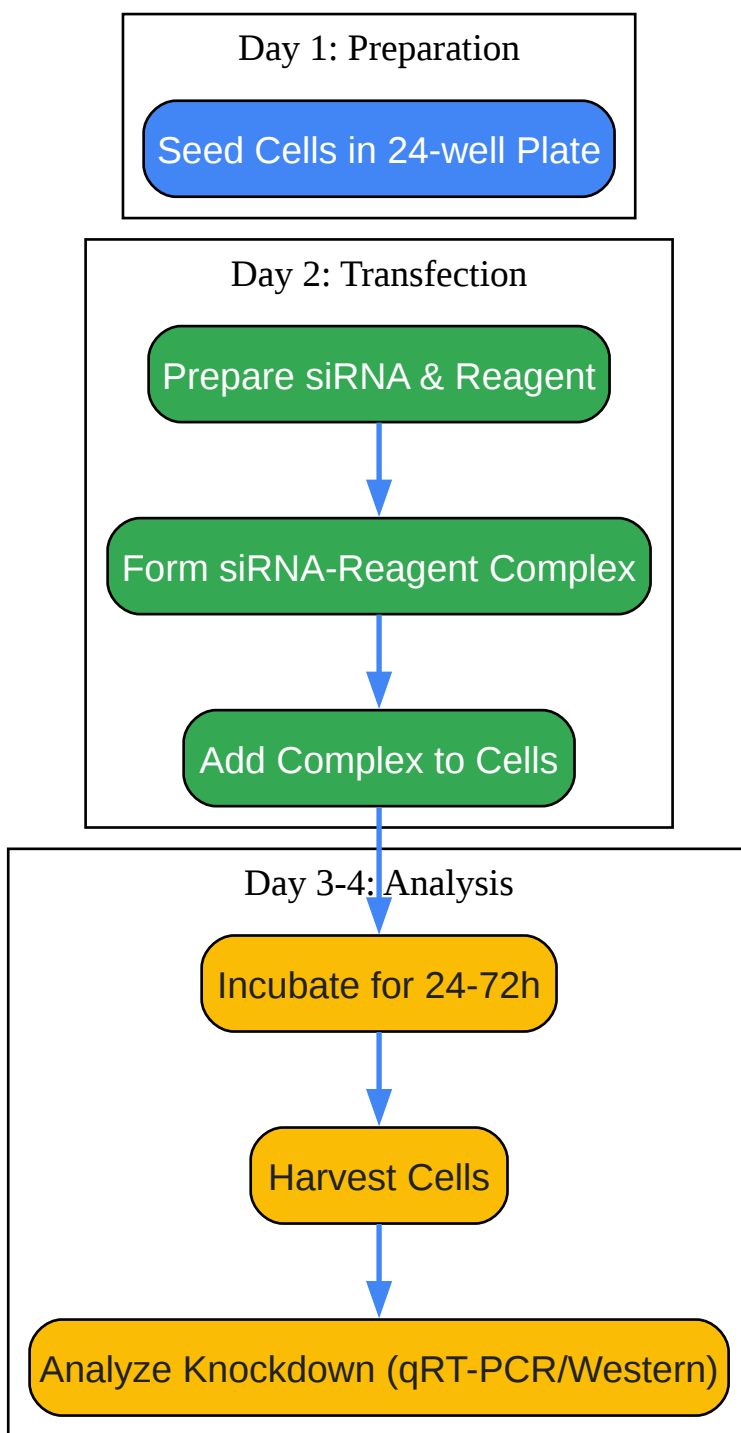 Day 1: Preparation
Seed Cells in 24-well Plate
Day 2: Transfection
Prepare siRNA & Reagent
Form siRNA-Reagent Complex
Add Complex to Cells
Day 3-4: Analysis
Incubate for 24-72h
Harvest Cells
Analyze Knockdown (qRT-PCR/Western)